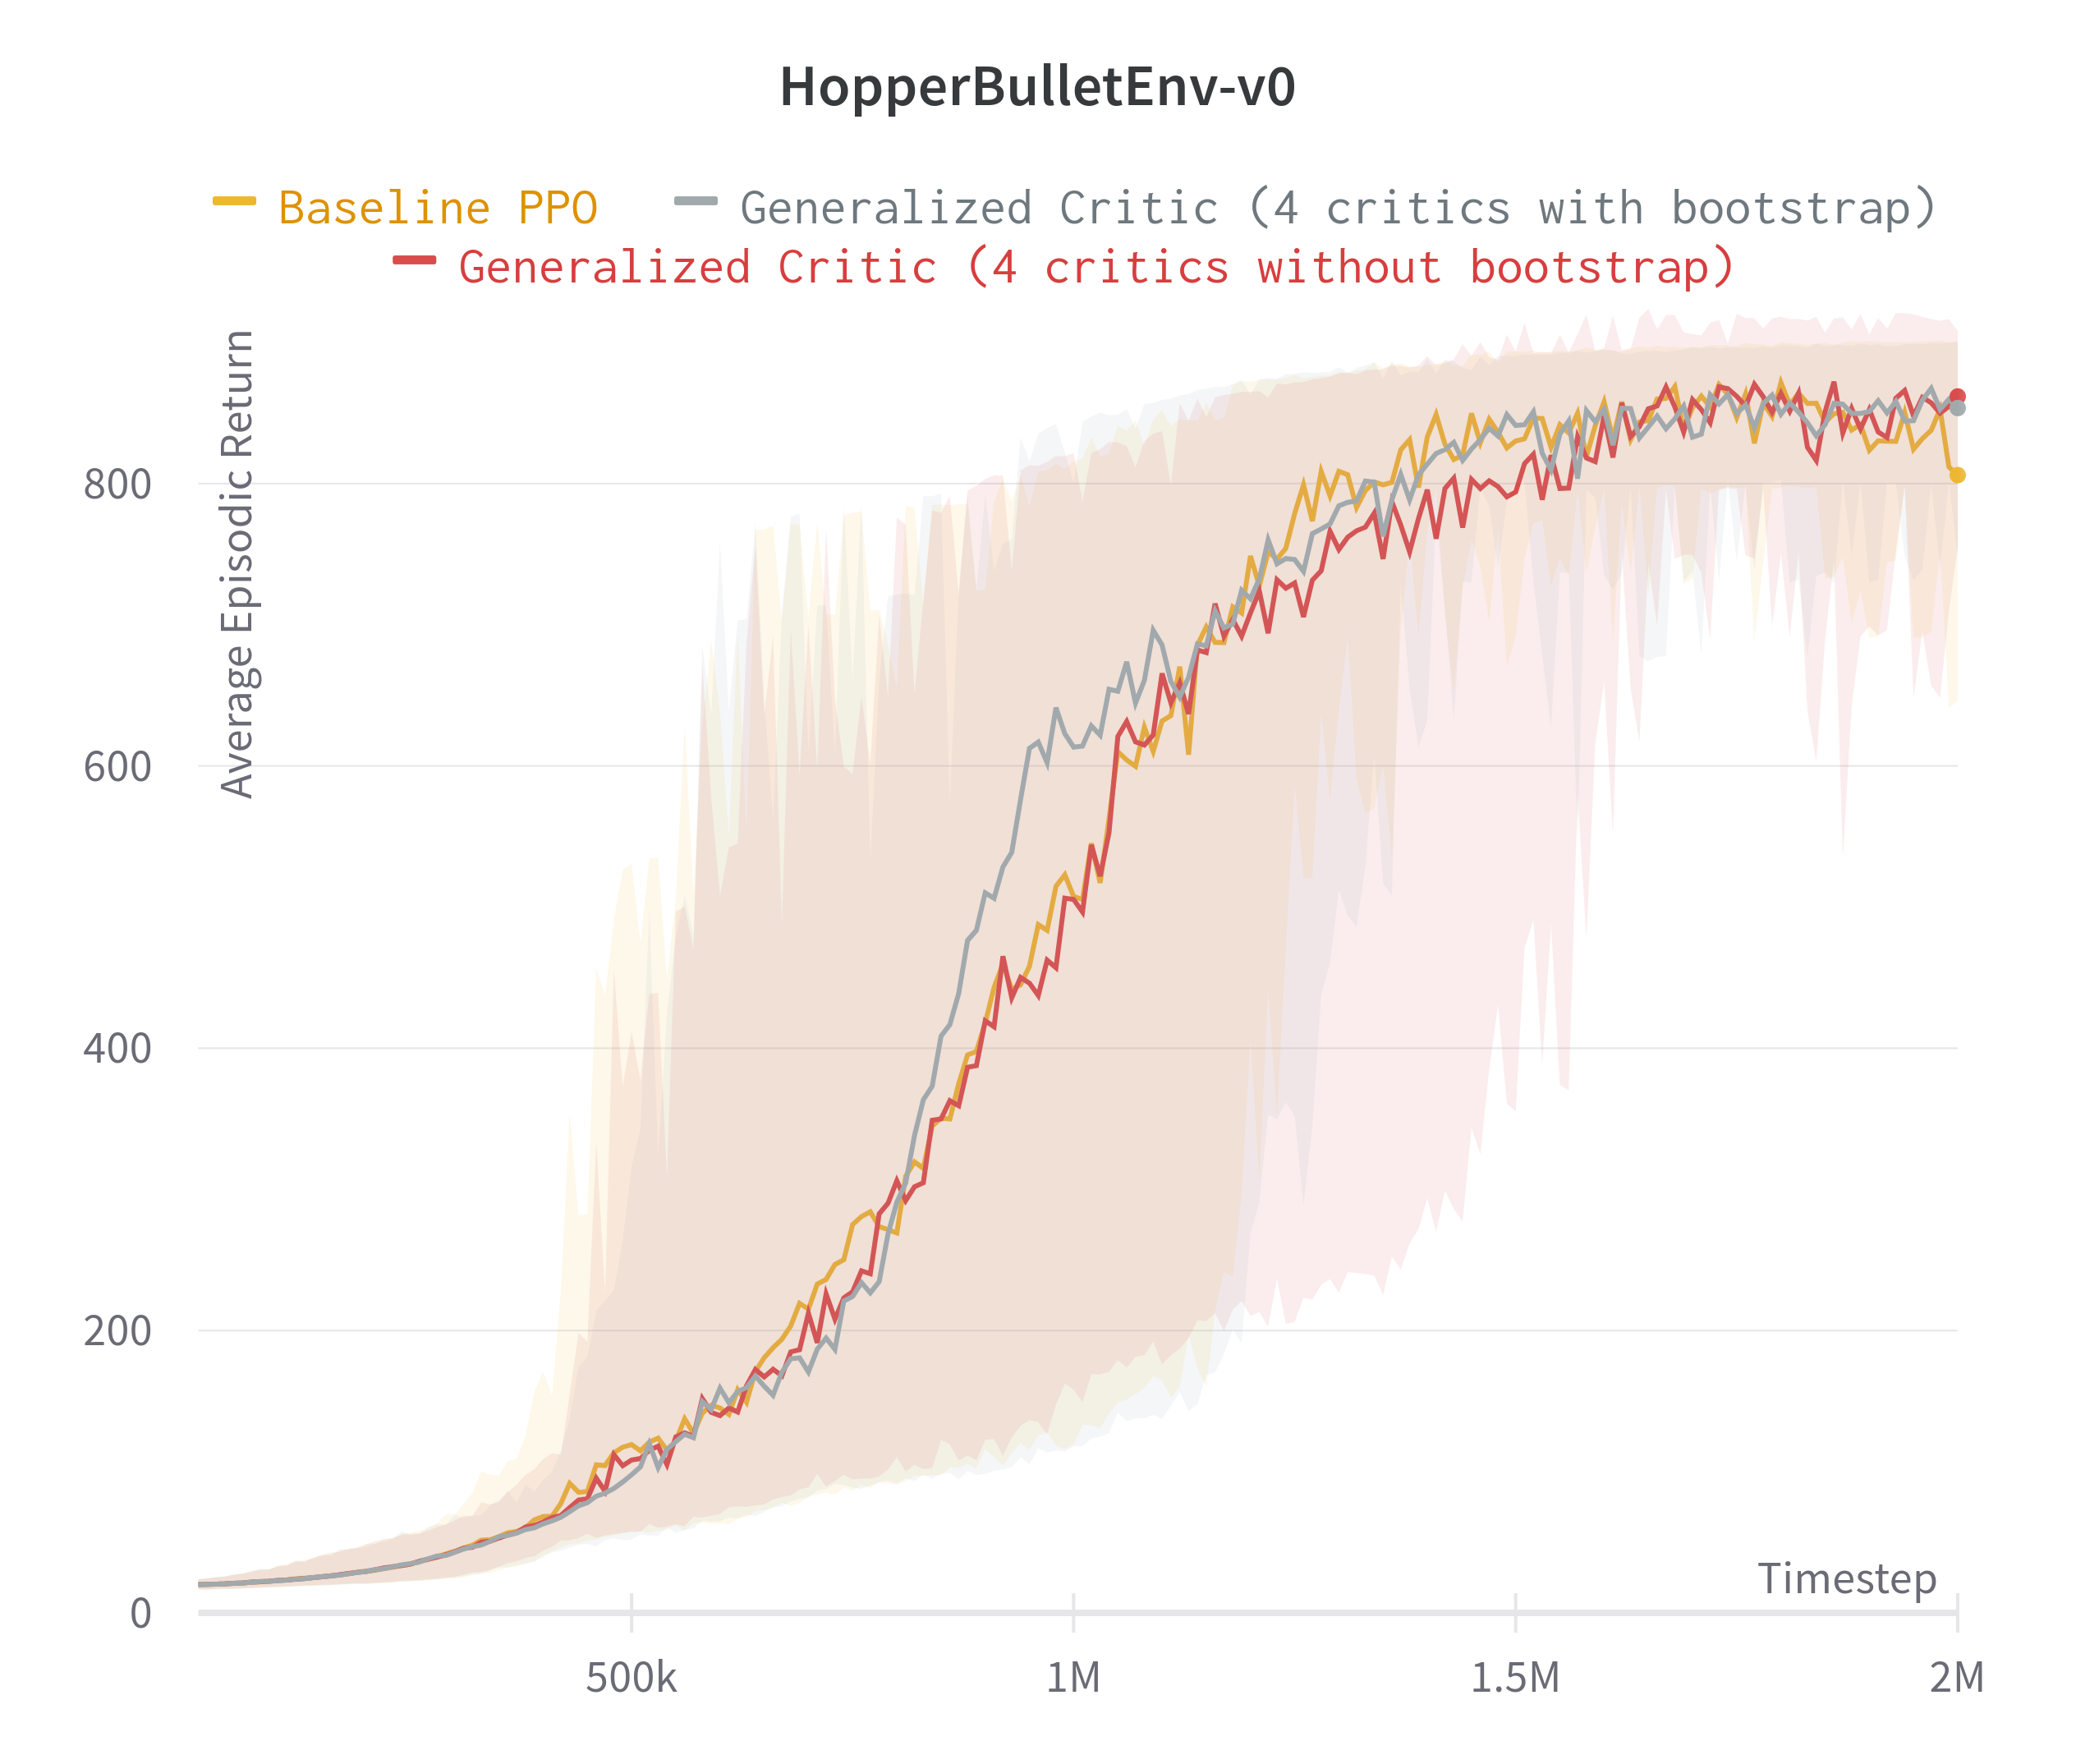 HopperBulletEnv-v0
Baseline PPO Generalized Critic (4 critics with bootstrap)
Generalized Critic (4 critics without bootstrap)
Average Episodic Return
800
600
400
200
0
Timestep
500k 1M 1.5M 2M